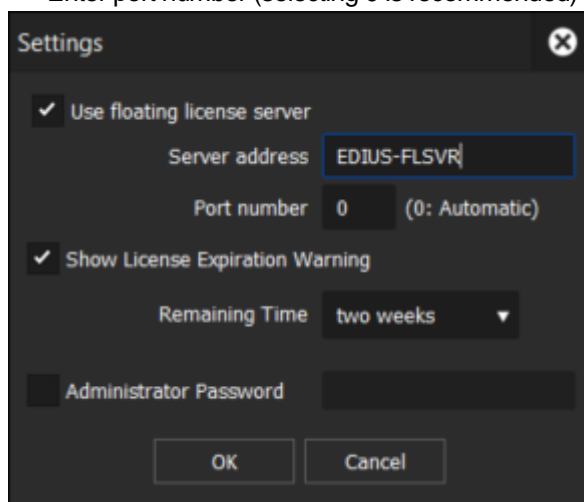 Enter port number (selecting 0 is recommended)
Settings
Use floating license server
Server address EDIUS-FLSVR
Port number 0 (0: Automatic)
Show License Expiration Warning
Remaining Time two weeks
Administrator Password
OK Cancel